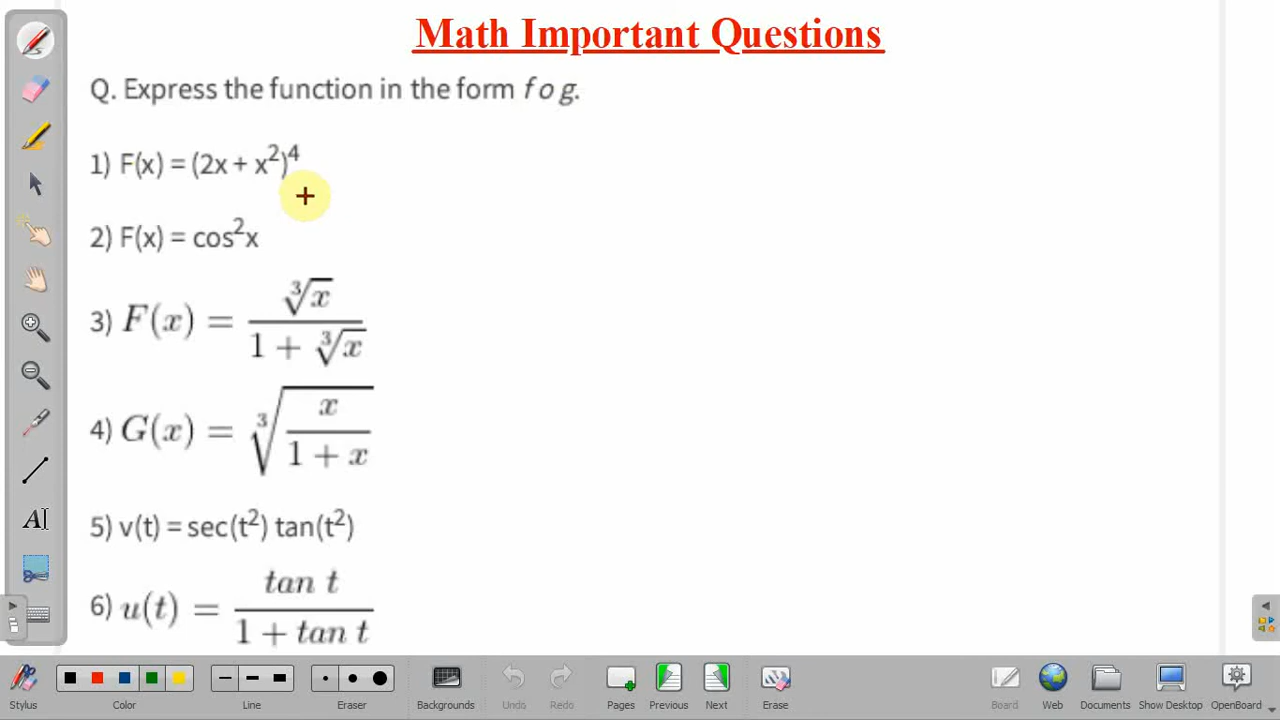 Math Important Questions
Q. Express the function in the form f o g.
1) F(x) = (2x + x²)⁴
2) F(x) = cos²x
3) F(x) = ∛x / (1 + ∛x)
4) G(x) = ∛(x / (1 + x))
5) v(t) = sec(t²) tan(t²)
6) u(t) = tan t / (1 + tan t)
AI
Stylus Color Line Eraser Backgrounds Undo Redo Pages Previous Next Erase Board Web Documents Show Desktop OpenBoard